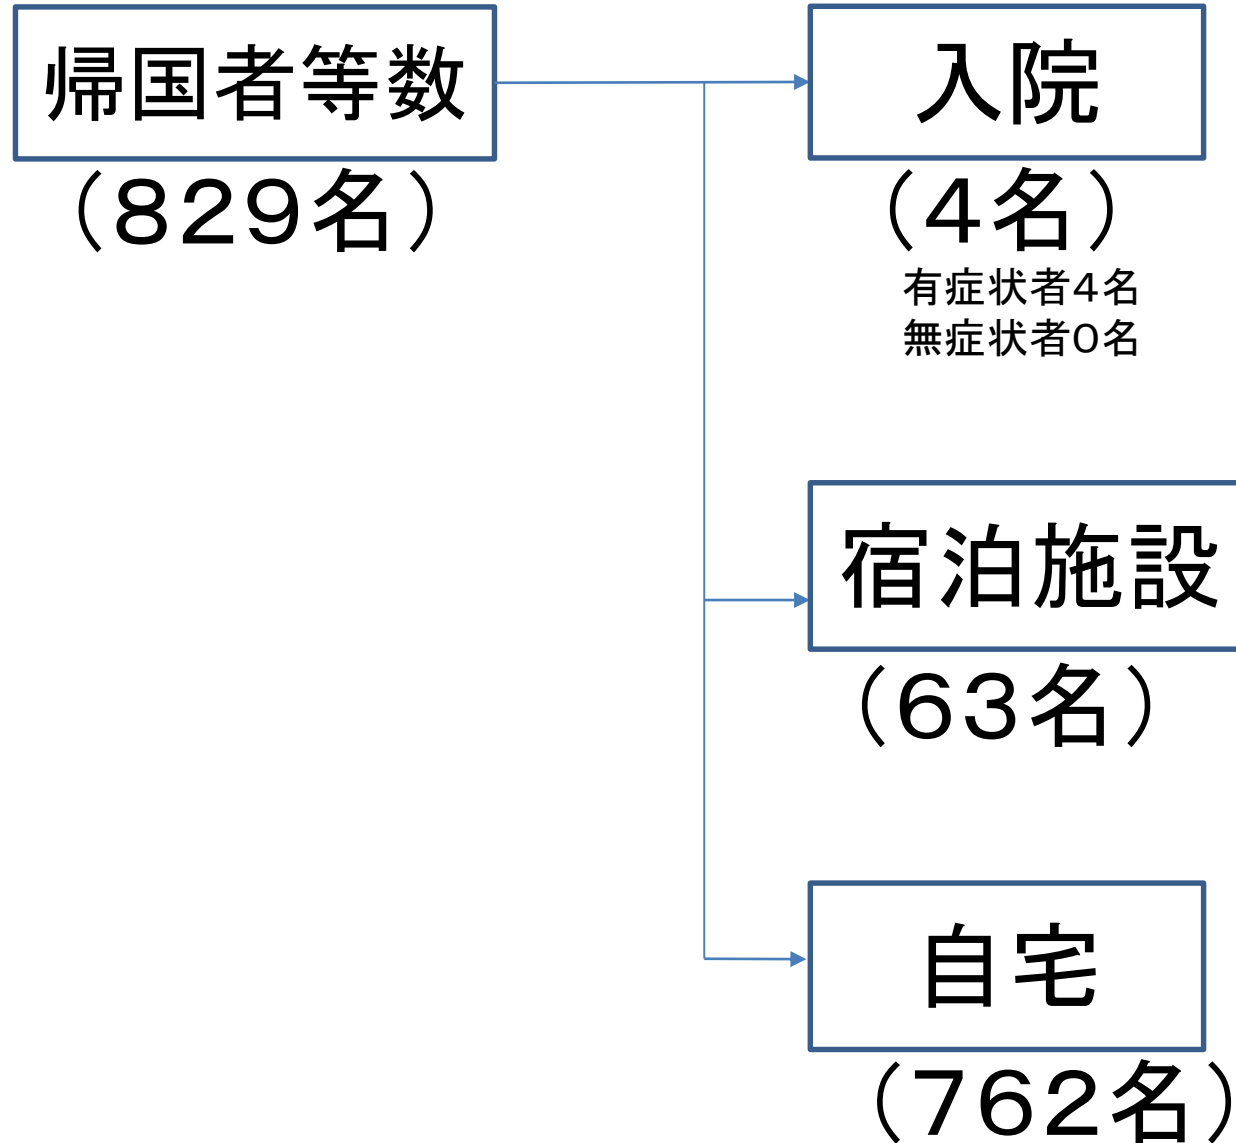 帰国者等数
（８２９名）
入院
（４名）
有症状者４名
無症状者０名
宿泊施設
（６３名）
自宅
（７６２名）